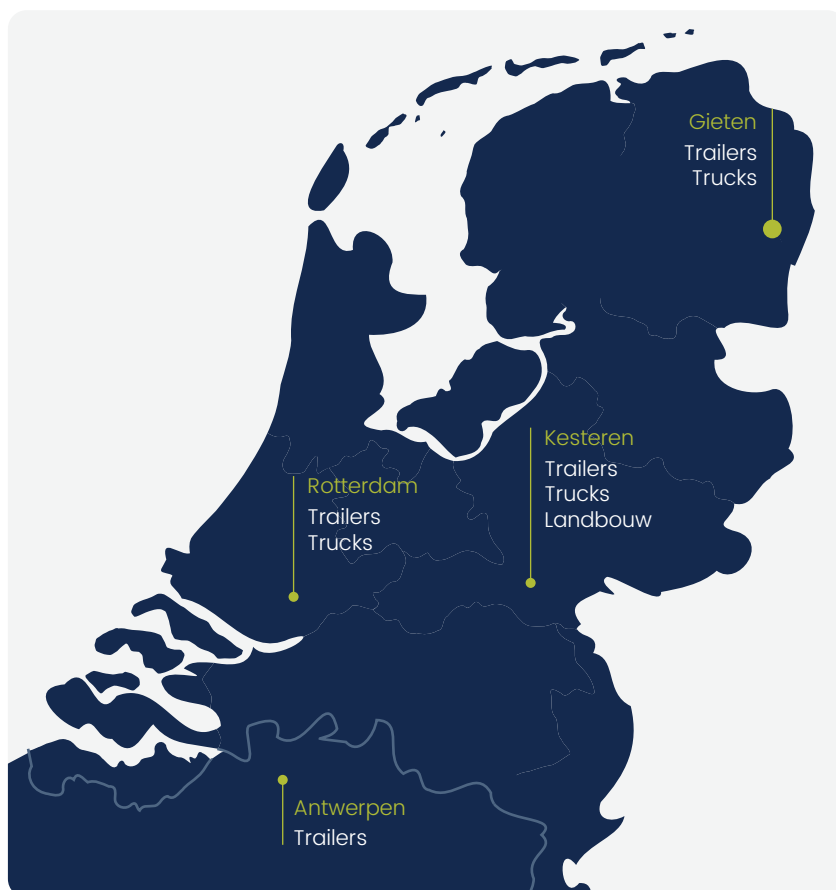 Gieten
Trailers
Trucks
Kesteren
Trailers
Trucks
Landbouw
Rotterdam
Trailers
Trucks
Antwerpen
Trailers